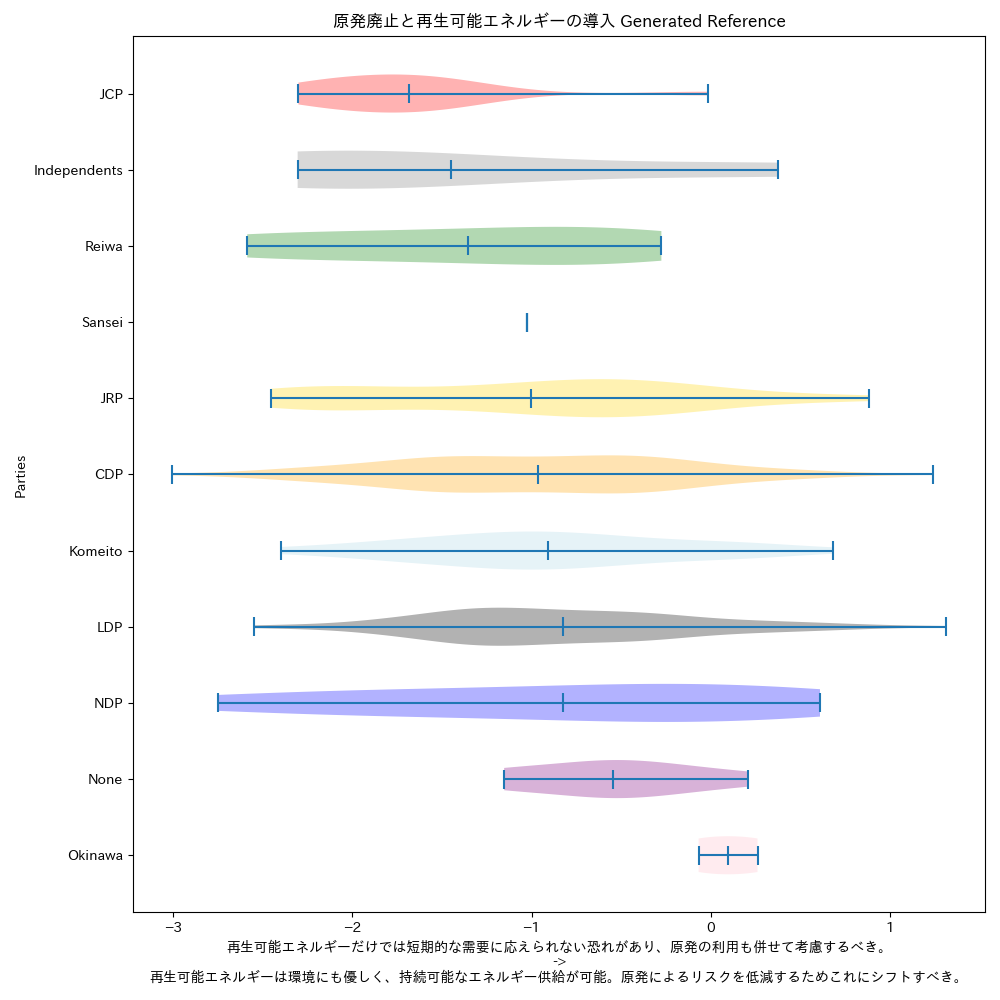 原発廃止と再生可能エネルギーの導入 Generated Reference
Parties
JCP
Independents
Reiwa
Sansei
JRP
CDP
Komeito
LDP
NDP
None
Okinawa
−3
−2
−1
0
1
再生可能エネルギーだけでは短期的な需要に応えられない恐れがあり、原発の利用も併せて考慮するべき。
->
再生可能エネルギーは環境にも優しく、持続可能なエネルギー供給が可能。原発によるリスクを低減するためこれにシフトすべき。